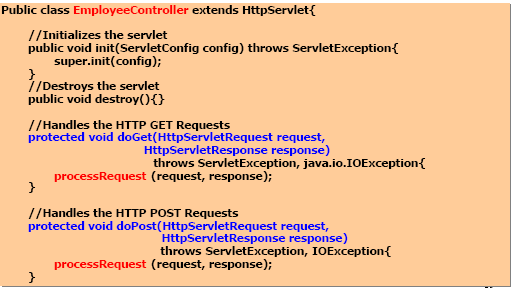 Public class EmployeeController extends HttpServlet{
//Initializes the servlet
public void init(ServletConfig config) throws ServletException{
super.init(config);
}
//Destroys the servlet
public void destroy(){}
//Handles the HTTP GET Requests
protected void doGet(HttpServletRequest request,
HttpServletResponse response)
throws ServletException, java.io.IOException{
processRequest (request, response);
}
//Handles the HTTP POST Requests
protected void doPost(HttpServletRequest request,
HttpServletResponse response)
throws ServletException, IOException{
processRequest (request, response);
}